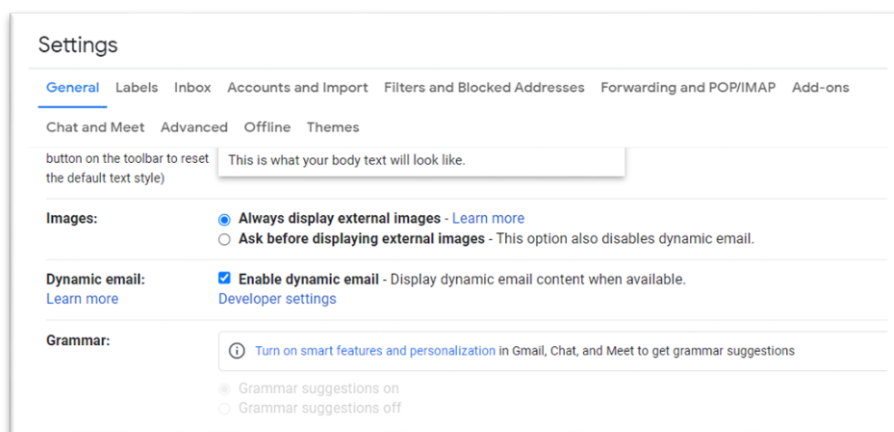 Settings
General Labels Inbox Accounts and Import Filters and Blocked Addresses Forwarding and POP/IMAP Add-ons
Chat and Meet Advanced Offline Themes
button on the toolbar to reset
the default text style)
This is what your body text will look like.
Images:
Always display external images - Learn more
Ask before displaying external images - This option also disables dynamic email.
Dynamic email:
Learn more
Enable dynamic email - Display dynamic email content when available.
Developer settings
Grammar:
Turn on smart features and personalization in Gmail, Chat, and Meet to get grammar suggestions
Grammar suggestions on
Grammar suggestions off